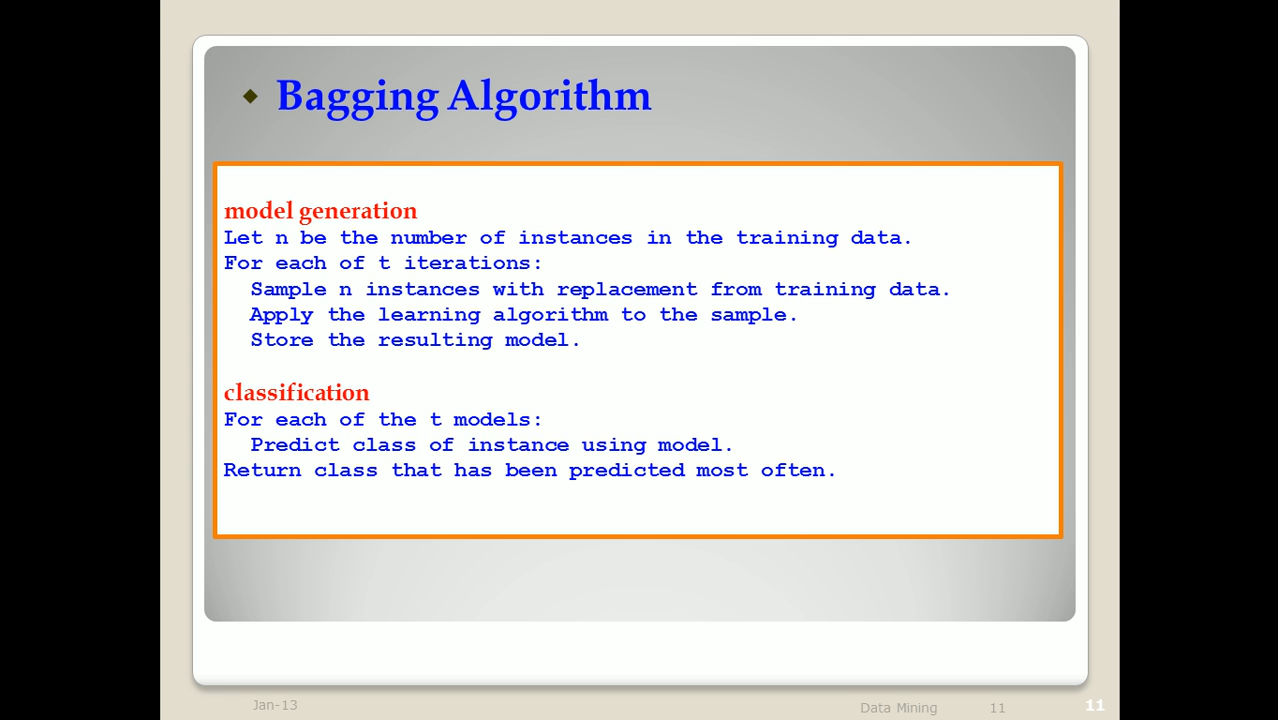 Bagging Algorithm
model generation
Let n be the number of instances in the training data.
For each of t iterations:
Sample n instances with replacement from training data.
Apply the learning algorithm to the sample.
Store the resulting model.
classification
For each of the t models:
Predict class of instance using model.
Return class that has been predicted most often.
Jan-13
Data Mining 11 11